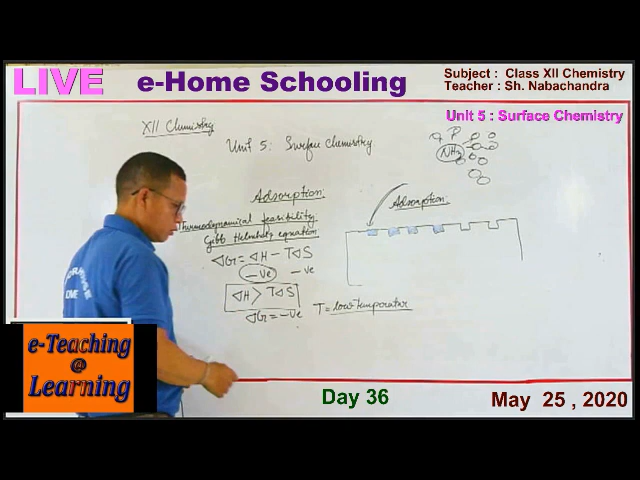 LIVE
e-Home Schooling
Subject : Class XII Chemistry
Teacher : Sh. Nabachandra
Unit 5 : Surface Chemistry
XII Chemistry
Unit 5: Surface Chemistry
NH3
Adsorption:
Adsorption:
Thermodynamical feasibility
Gibb Helmholtz equation
ΔG = ΔH - TΔS
-ve -ve
ΔH > TΔS
T = low temperatur
ΔG = -ve
e-Teaching
@
Learning
Day 36
May 25 , 2020